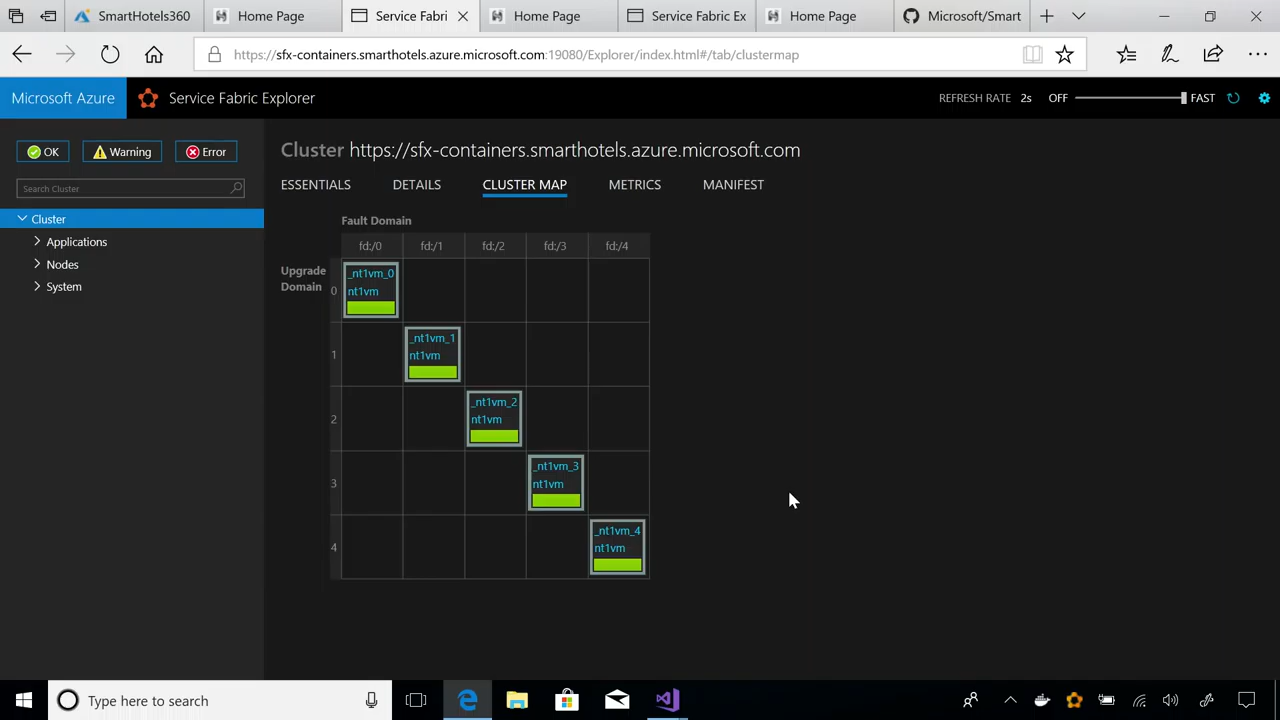 SmartHotels360
Home Page
Service Fabri
Home Page
Service Fabric Ex
Home Page
Microsoft/Smart
https://sfx-containers.smarthotels.azure.microsoft.com:19080/Explorer/index.html#/tab/clustermap
Microsoft Azure
Service Fabric Explorer
REFRESH RATE 2s OFF FAST
OK
Warning
Error
Search Cluster
Cluster
Applications
Nodes
System
Cluster https://sfx-containers.smarthotels.azure.microsoft.com
ESSENTIALS DETAILS CLUSTER MAP METRICS MANIFEST
Fault Domain
fd:/0 fd:/1 fd:/2 fd:/3 fd:/4
Upgrade
Domain
0
_nt1vm_0
nt1vm
1
_nt1vm_1
nt1vm
2
_nt1vm_2
nt1vm
3
_nt1vm_3
nt1vm
4
_nt1vm_4
nt1vm
Type here to search